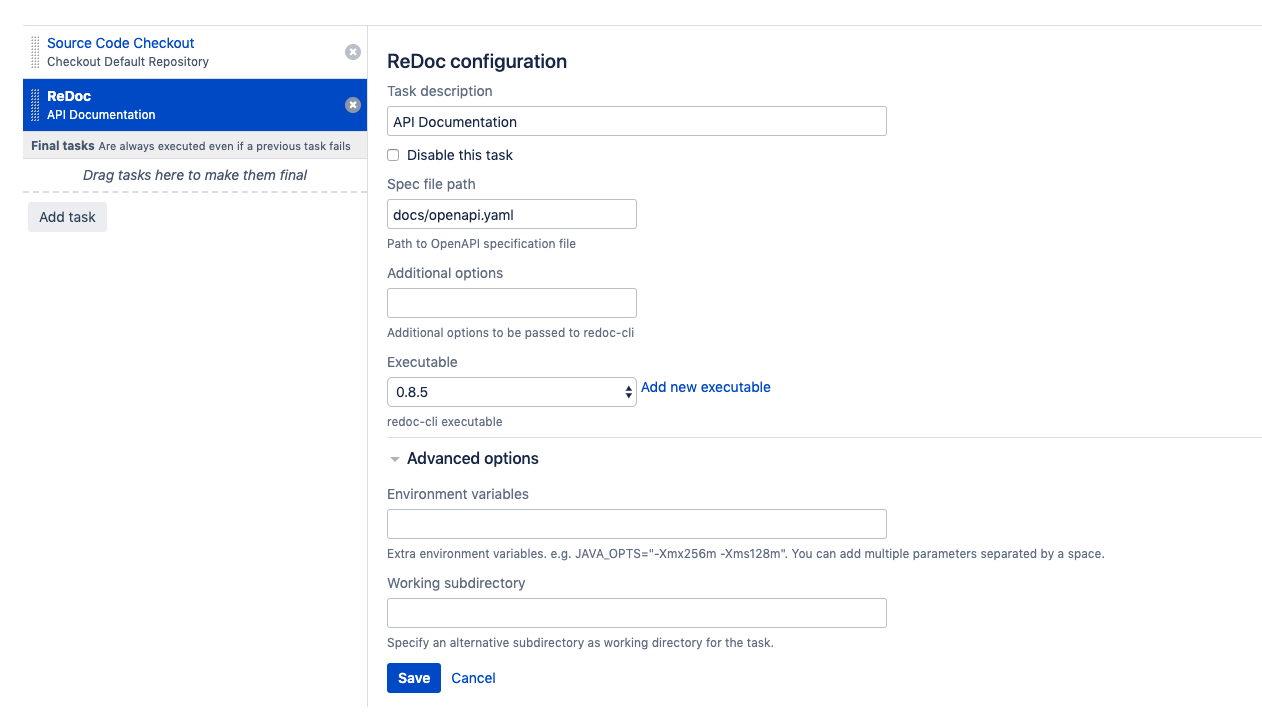 Source Code Checkout
Checkout Default Repository
ReDoc
API Documentation
Final tasks Are always executed even if a previous task fails
Drag tasks here to make them final
Add task
ReDoc configuration
Task description
API Documentation
Disable this task
Spec file path
docs/openapi.yaml
Path to OpenAPI specification file
Additional options
Additional options to be passed to redoc-cli
Executable
0.8.5 Add new executable
redoc-cli executable
Advanced options
Environment variables
Extra environment variables. e.g. JAVA_OPTS="-Xmx256m -Xms128m". You can add multiple parameters separated by a space.
Working subdirectory
Specify an alternative subdirectory as working directory for the task.
Save Cancel